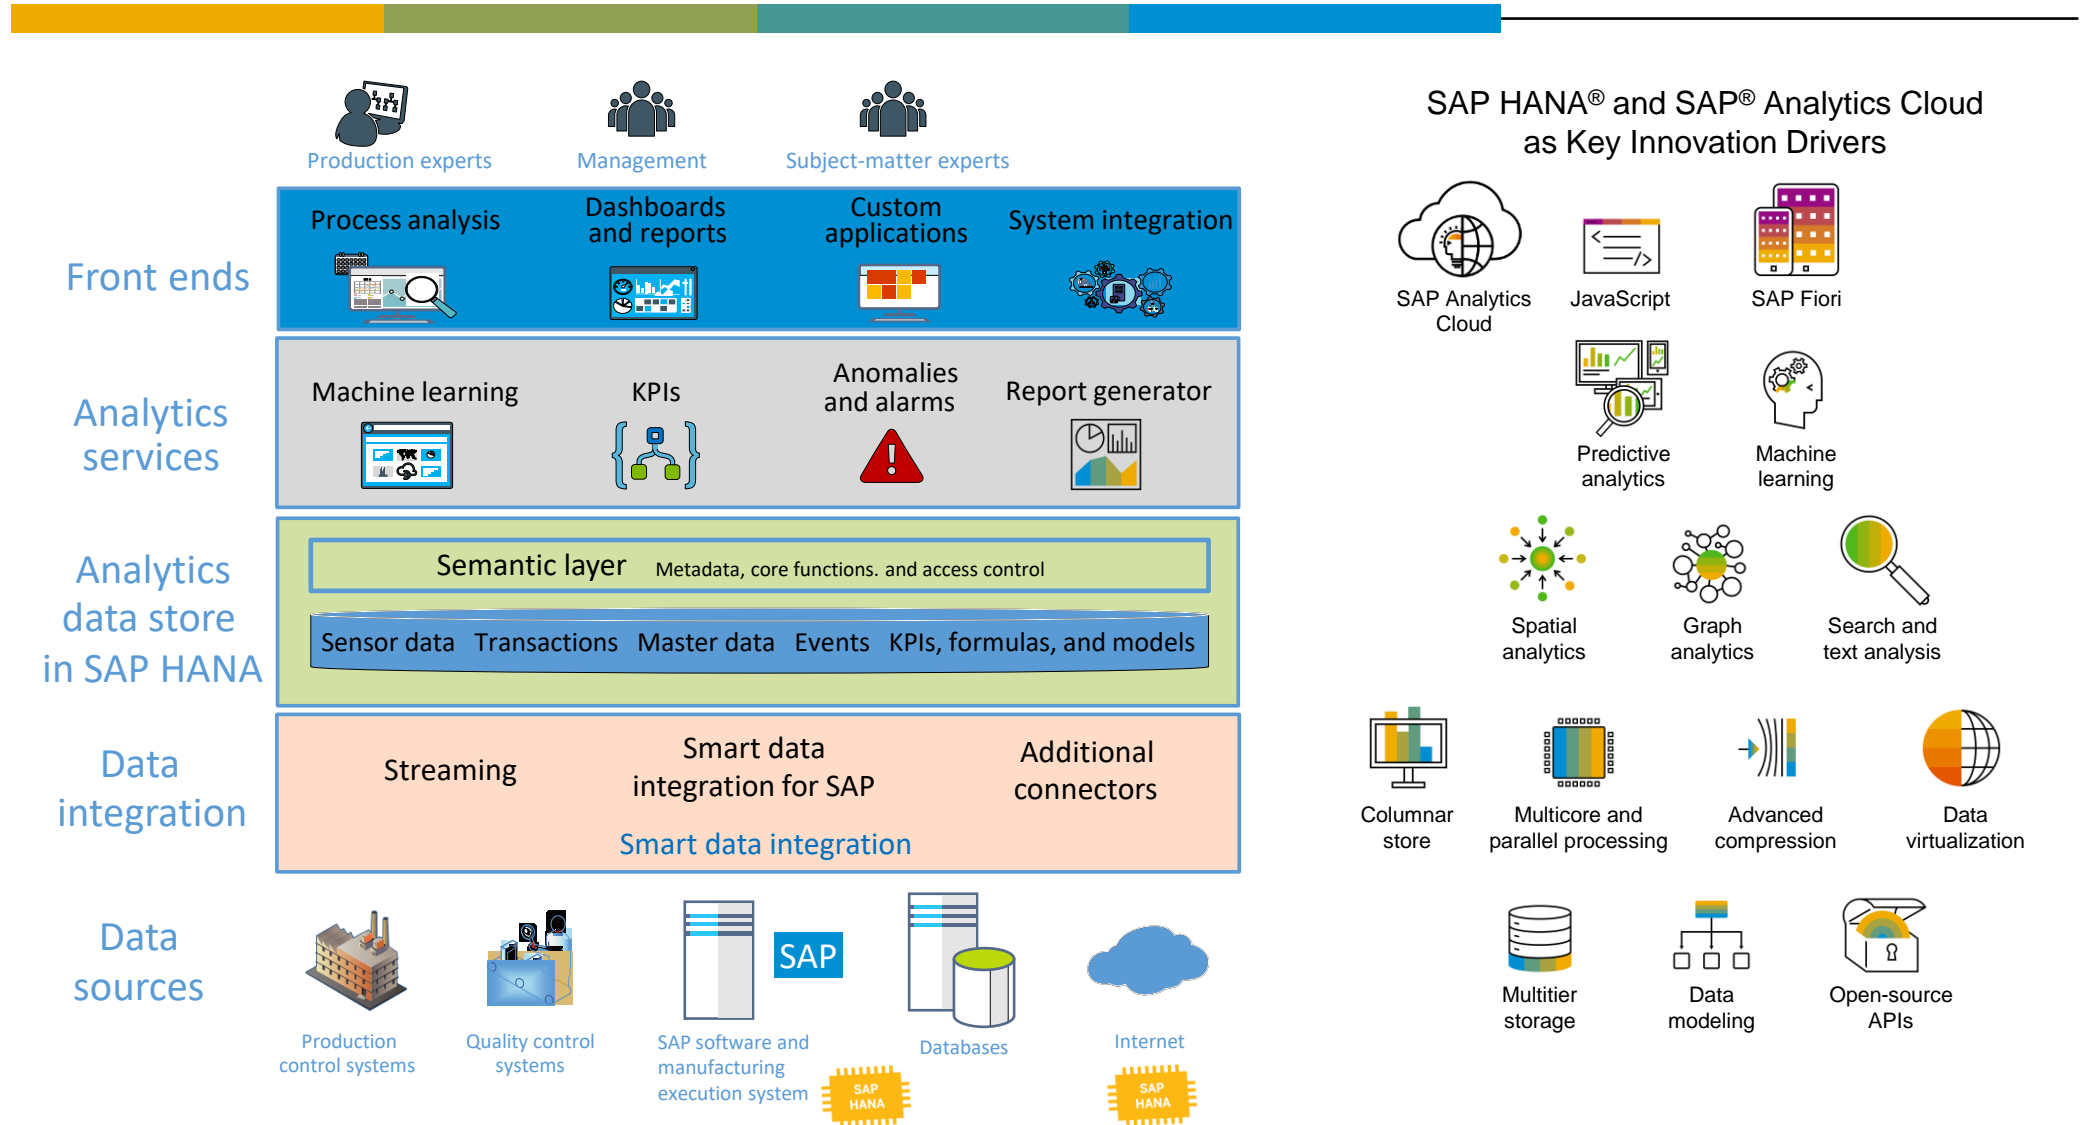 Production experts
Management
Subject-matter experts
Front ends
Process analysis
Dashboards
and reports
Custom
applications
System integration
Analytics
services
Machine learning
KPIs
Anomalies
and alarms
Report generator
Analytics
data store
in SAP HANA
Semantic layer Metadata, core functions. and access control
Sensor data Transactions Master data Events KPIs, formulas, and models
Data
integration
Streaming
Smart data
integration for SAP
Additional
connectors
Smart data integration
Data
sources
SAP
Production
control systems
Quality control
systems
SAP software and
manufacturing
execution system
SAP
HANA
Databases
Internet
SAP
HANA
SAP HANA® and SAP® Analytics Cloud
as Key Innovation Drivers
SAP Analytics
Cloud
JavaScript
SAP Fiori
Predictive
analytics
Machine
learning
Spatial
analytics
Graph
analytics
Search and
text analysis
Columnar
store
Multicore and
parallel processing
Advanced
compression
Data
virtualization
Multitier
storage
Data
modeling
Open-source
APIs